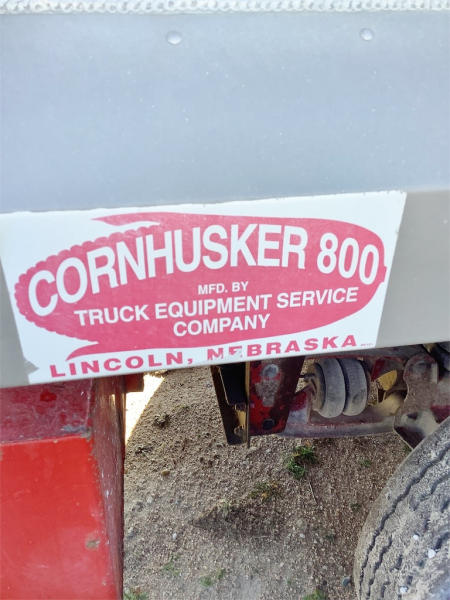 CORNHUSKER 800
MFD. BY
TRUCK EQUIPMENT SERVICE
COMPANY
LINCOLN, NEBRASKA